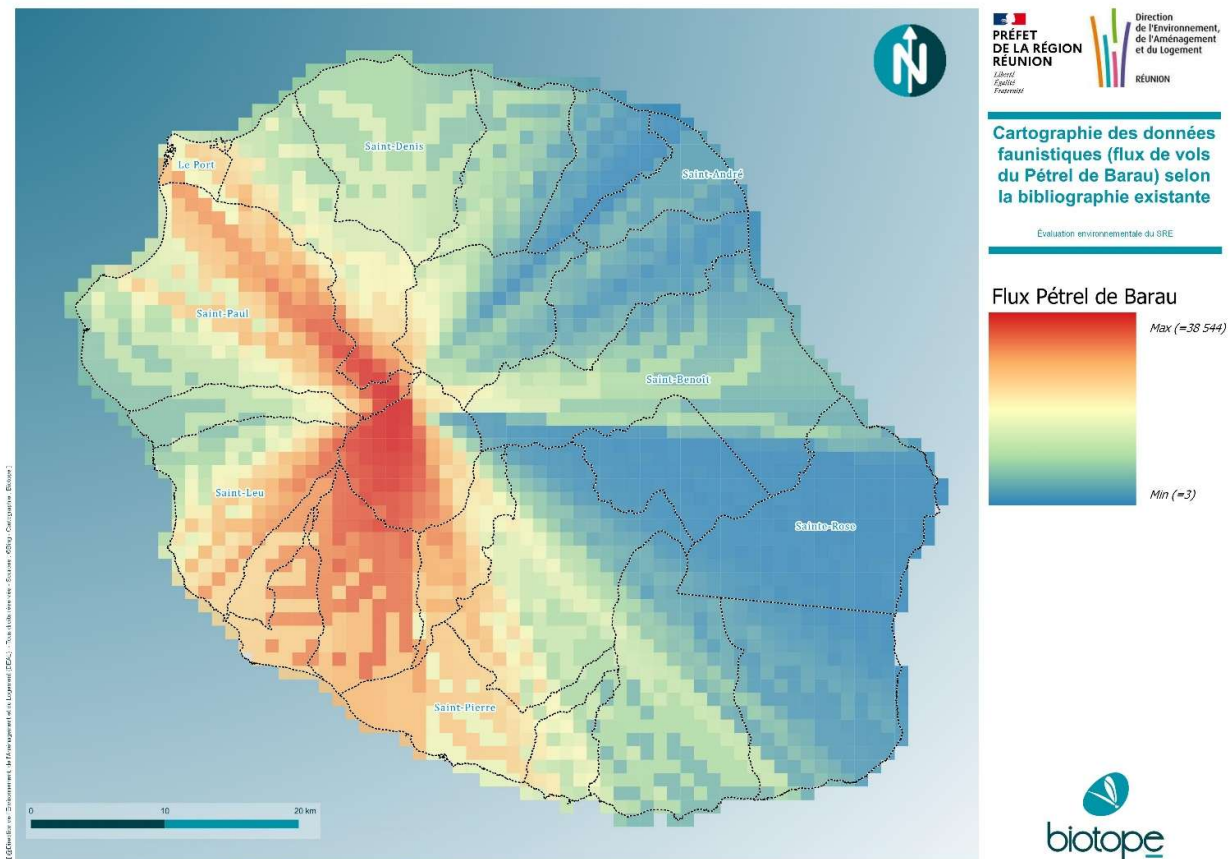 N
Saint-Denis
Le Port
Saint-André
Saint-Paul
Saint-Benoît
Saint-Leu
Sainte-Rose
Saint-Pierre
0 10 20 km
PRÉFET
DE LA RÉGION
RÉUNION
Liberté
Égalité
Fraternité
Direction
de l'Environnement,
de l'Aménagement
et du Logement
RÉUNION
Cartographie des données
faunistiques (flux de vols
du Pétrel de Barau) selon
la bibliographie existante
Évaluation environnementale du SRE
Flux Pétrel de Barau
Max (=38 544)
Min (=3)
biotope